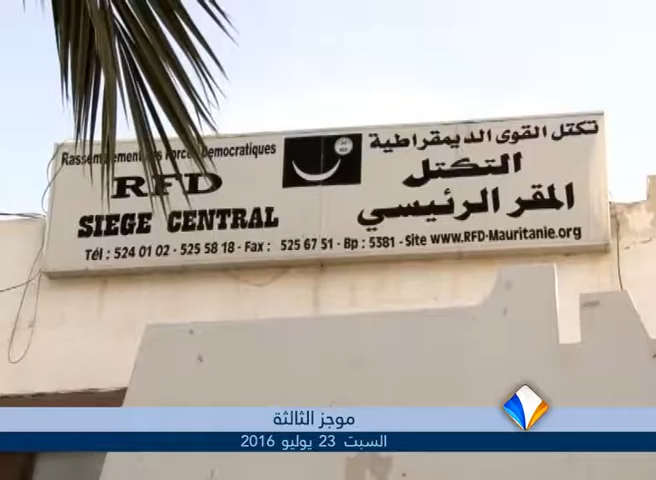 Rassemblement des Forces Democratiques
RFD
SIEGE CENTRAL
تكتل القوى الديمقراطية
التكتل
المقر الرئيسي
Tél : 524 01 02 - 525 58 18 - Fax : 525 67 51 - Bp : 5381 - Site www.RFD-Mauritanie.org
موجز الثالثة
السبت 23 يوليو 2016